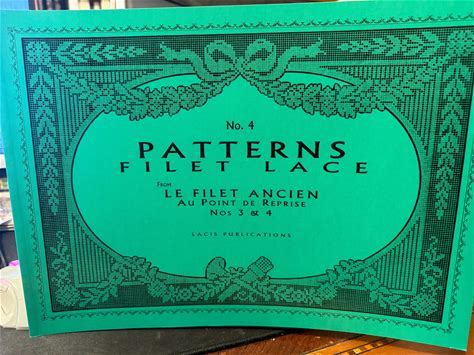 No. 4
PATTERNS
FILET LACE
FROM
LE FILET ANCIEN
AU POINT DE REPRISE
NOS 3 & 4
LACIS PUBLICATIONS